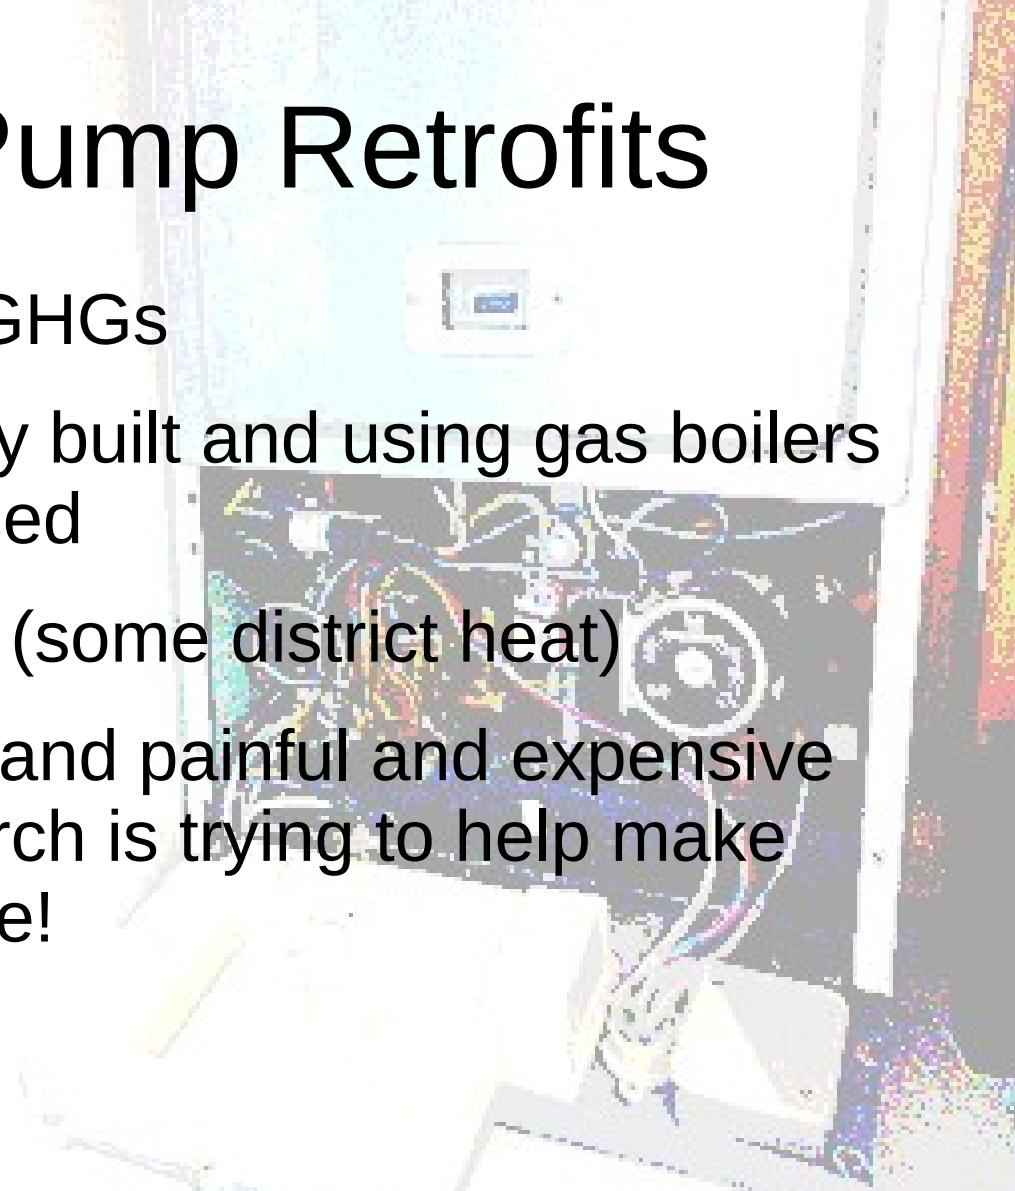 Pump Retrofits
GHGs
y built and using gas boilers
ed
(some district heat)
and painful and expensive
rch is trying to help make
e!